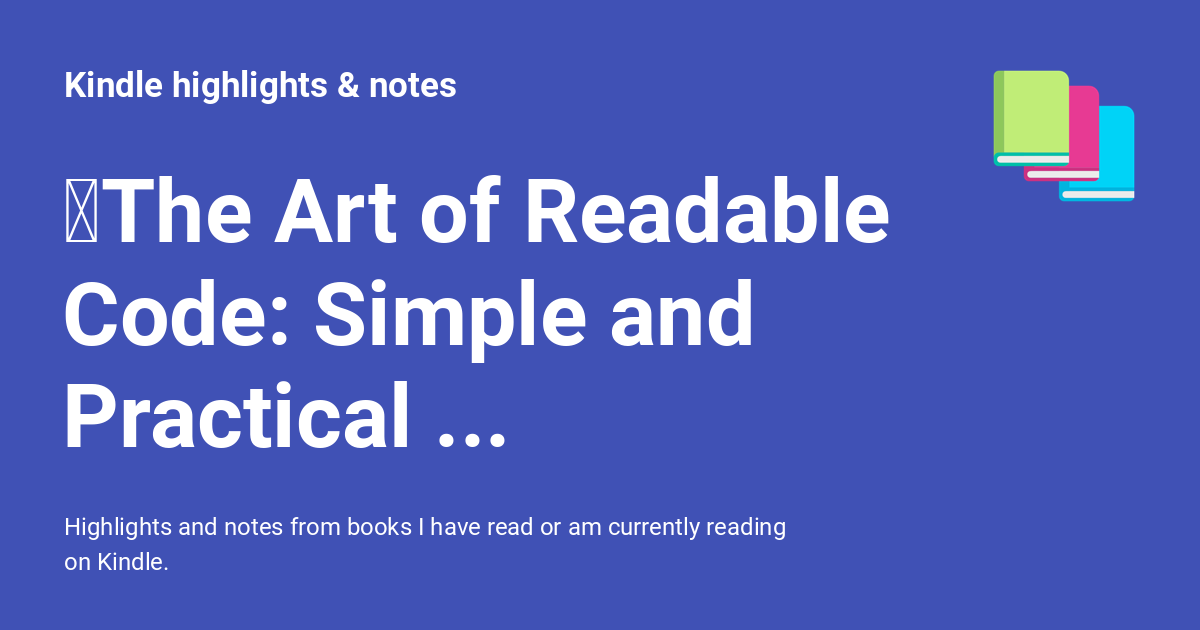 Kindle highlights & notes
The Art of Readable
Code: Simple and
Practical ...
Highlights and notes from books I have read or am currently reading
on Kindle.